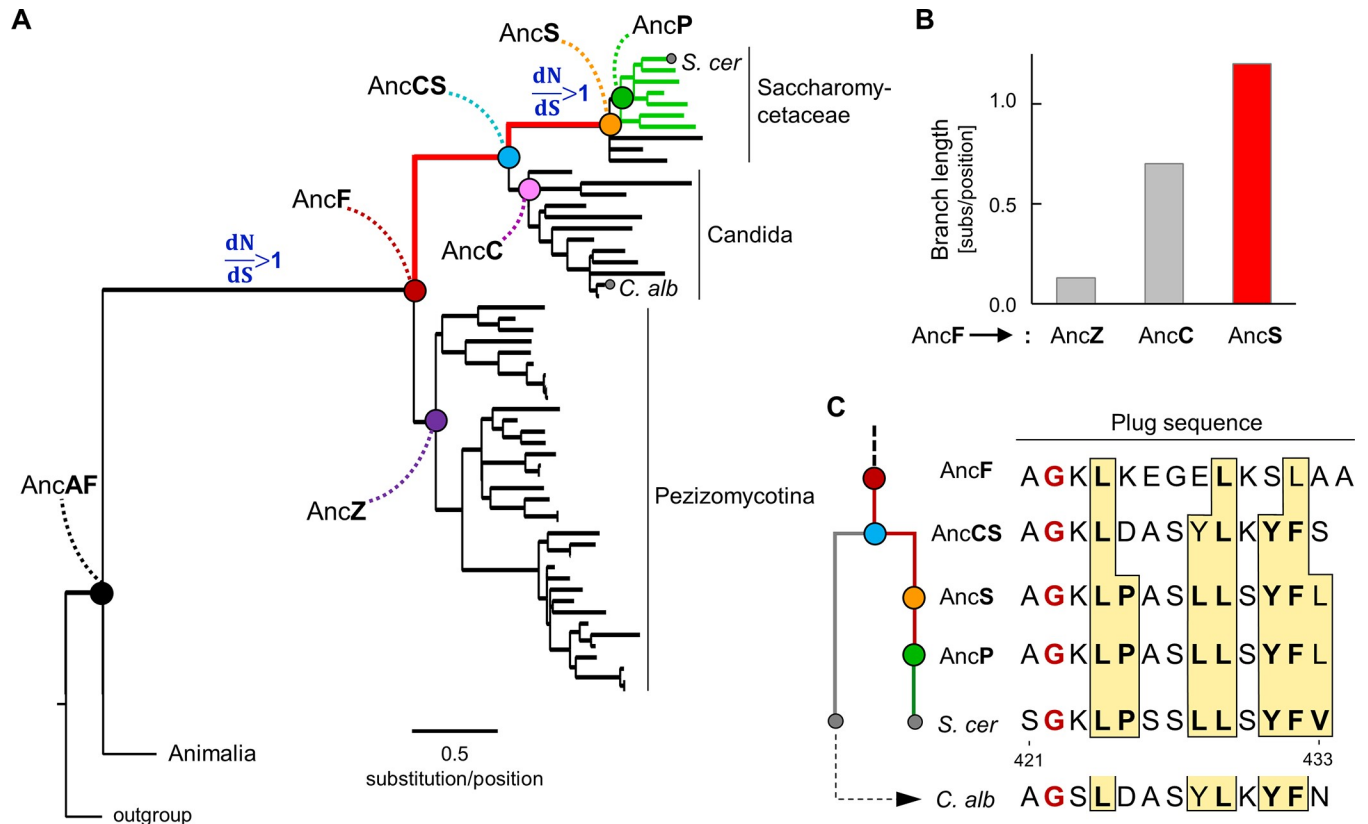 A
AncP
AncS
S. cer
AncCS
dN
dS
>1
Saccharomy-
cetaceae
AncF
dN
dS
>1
AncC
Candida
C. alb
AncZ
Pezizomycotina
AncAF
Animalia
outgroup
0.5
substitution/position
B
Branch length
[subs/position]
1.0
0.5
0.0
AncF : AncZ AncC AncS
C
Plug sequence
AncF A G K L K E G E L K S L A A
AncCS A G K L D A S Y L K Y F S
AncS A G K L P A S L L S Y F L
AncP A G K L P A S L L S Y F L
S. cer S G K L P S S L L S Y F V
421 433
C. alb A G S L D A S Y L K Y F N